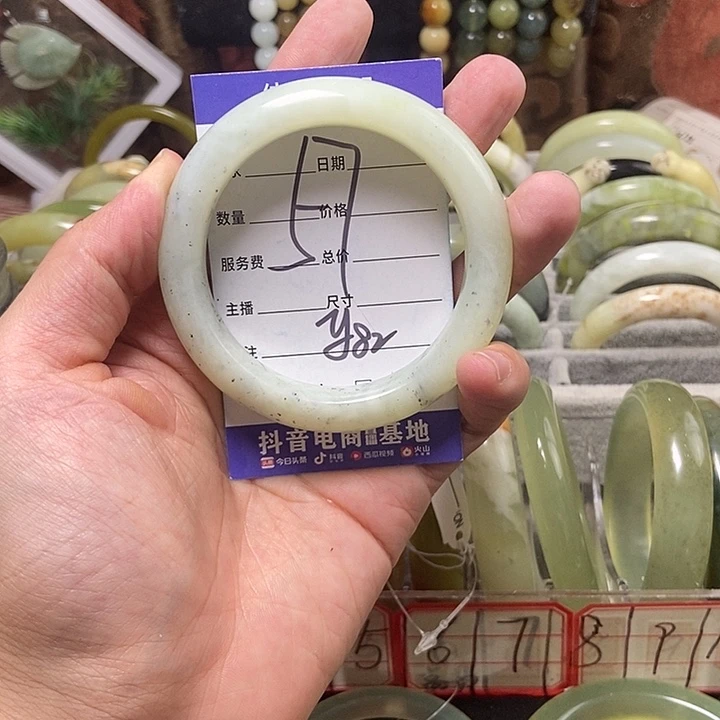 日期
数量 价格
服务费 总价
主播 尺寸
y82
注
抖音电商 基地
今日头条 抖音 西瓜视频 火山
5 6 7 8 9